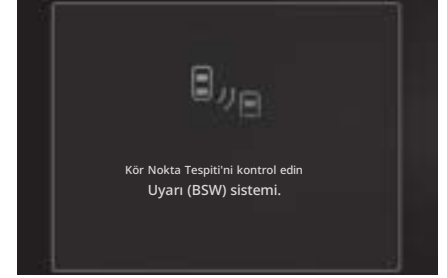 Kör Nokta Tespiti'ni kontrol edin
Uyarı (BSW) sistemi.